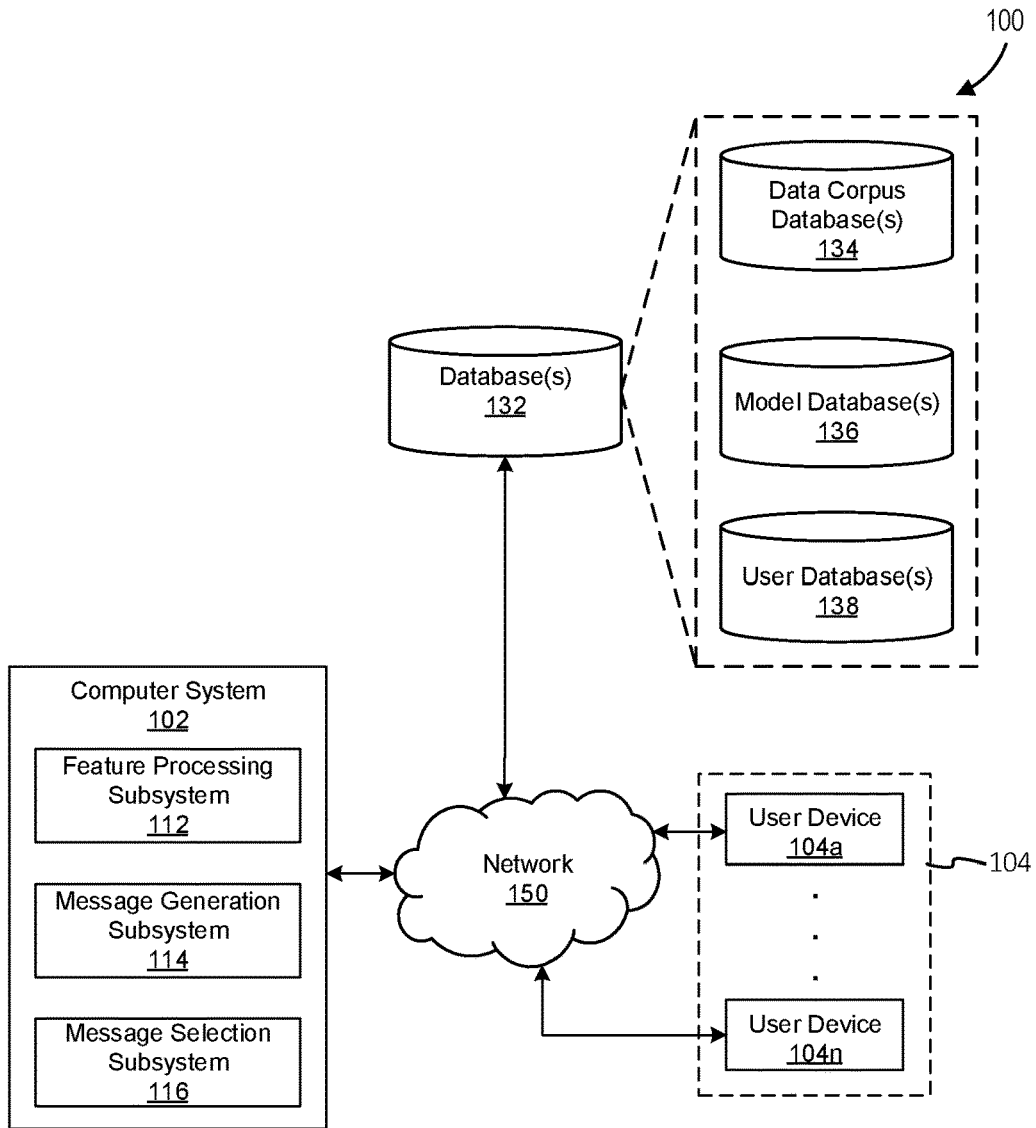 100
Data Corpus
Database(s)
134
Database(s)
132
Model Database(s)
136
User Database(s)
138
Computer System
102
Feature Processing
Subsystem
112
Message Generation
Subsystem
114
Message Selection
Subsystem
116
Network
150
User Device
104a
104
User Device
104n